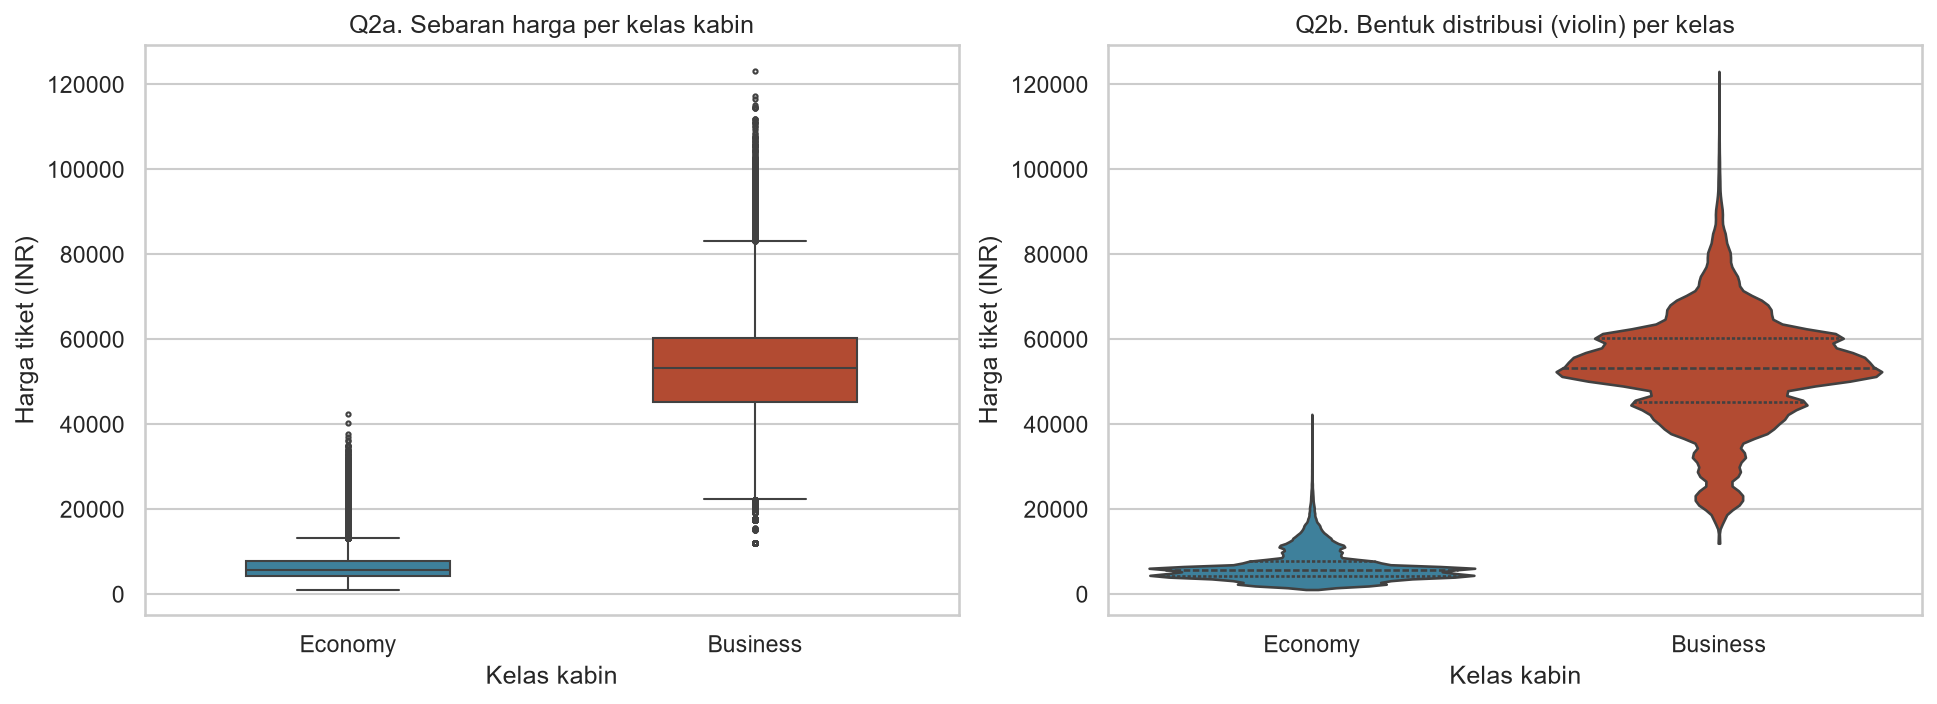 Q2a. Sebaran harga per kelas kabin
Harga tiket (INR)
120000
100000
80000
60000
40000
20000
0
Economy
Business
Kelas kabin
Q2b. Bentuk distribusi (violin) per kelas
Harga tiket (INR)
120000
100000
80000
60000
40000
20000
0
Economy
Business
Kelas kabin